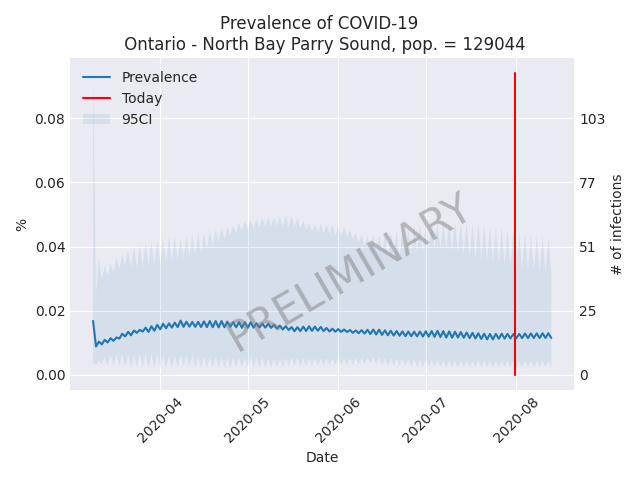 Prevalence of COVID-19
Ontario - North Bay Parry Sound, pop. = 129044
Prevalence
Today
95CI
0.08
0.06
0.04
0.02
0.00
%
103
77
51
25
0
# of infections
PRELIMINARY
2020-04
2020-05
2020-06
2020-07
2020-08
Date